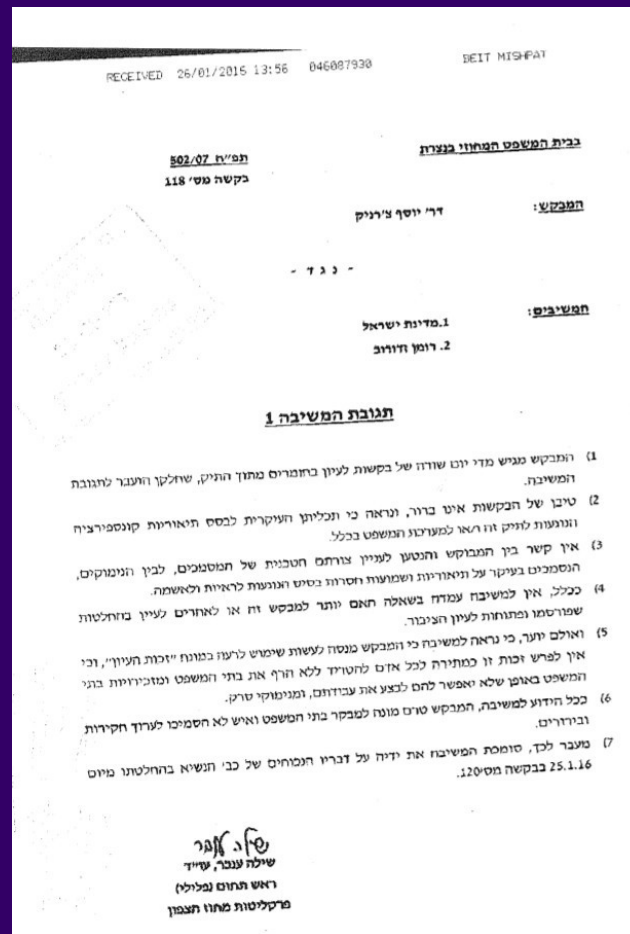 RECEIVED 26/01/2015 13:56 046087930 BEIT MISHPAT
בבית המשפט המחוזי בנצרת
תפ״ח 502/07
בקשה מס׳ 118
המבקש: דר׳ יוסף צ׳רניק
- נ ג ד -
המשיבים:
1.מדינת ישראל
2. רומן זדורוב
תגובת המשיבה 1
1) המבקש מגיש מדי יום שורה של בקשות לעיון בחומרים מתוך התיק, שחלקן הועבר לתגובת
המשיבה.
2) טיבן של הבקשות אינו ברור, ונראה כי תכליתן העיקרית לבסס תיאוריות קונספירציה
הנוגעות לתיק זה ו/או למערכת המשפט בכלל.
3) אין קשר בין המבוקש והנטען לעניין צורתם הטכנית של המסמכים, לבין הנימוקים,
הנסמכים בעיקר על תיאוריות ושמועות חסרות בסיס הנוגעות לראיות ולאשמה.
4) ככלל, אין למשיבה עמדה בשאלה האם יותר למבקש זה או לאחרים לעיין בהחלטות
שפורסמו ופתוחות לעיון הציבור.
5) ואולם יוער, כי נראה למשיבה כי המבקש מנסה לעשות שימוש לרעה במונח ״זכות העיון״, וכי
אין לפרש זכות זו כמתירה לכל אדם להטריד ללא הרף את בתי המשפט ומזכירויות בתי
המשפט באופן שלא יאפשר להם לבצע את עבודתם, ומנימוקי סרק.
6) ככל הידוע למשיבה, המבקש טרם מונה למבקר בתי המשפט ואיש לא הסמיכו לערוך חקירות
ובירורים.
7) מעבר לכך, סומכת המשיבה את ידיה על דבריו הנכוחים של כב׳ הנשיא בהחלטתו מיום
25.1.16 בבקשה מס׳120.
שילה ענבר
שילה ענבר, עו״ד
ראש תחום (פלילי)
פרקליטות מחוז הצפון